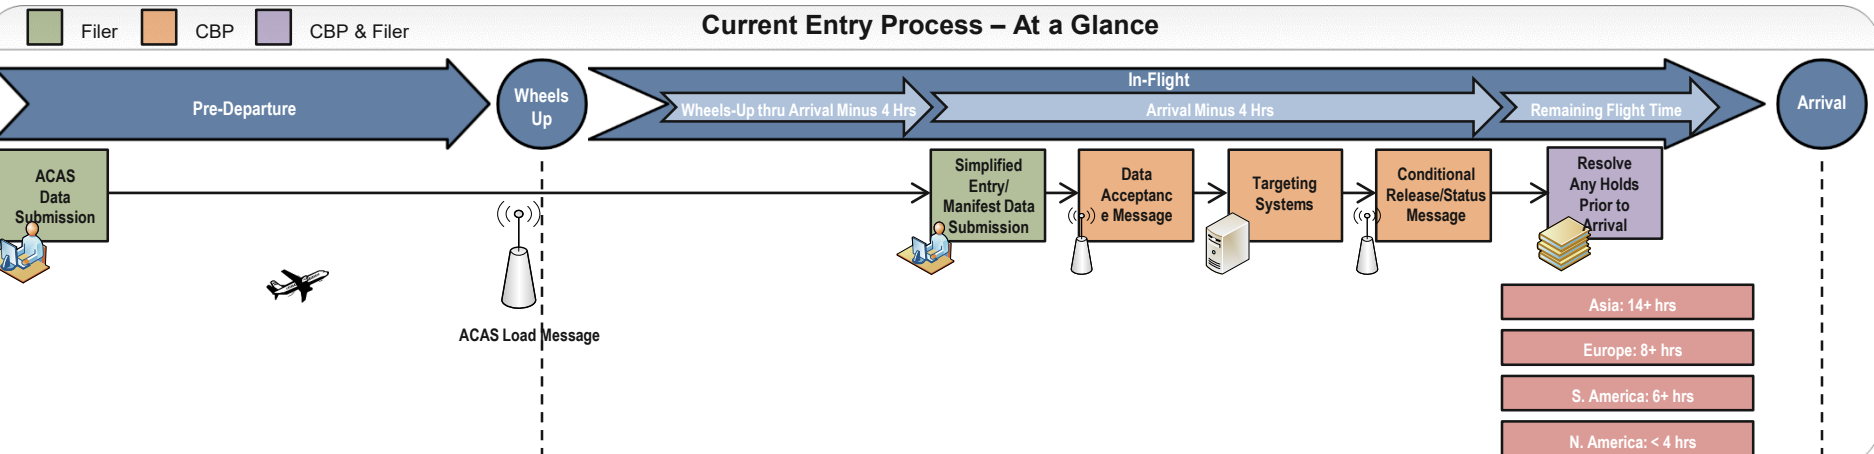 Current Entry Process – At a Glance
Filer
CBP
CBP & Filer
Pre-Departure
Wheels
Up
In-Flight
Wheels-Up thru Arrival Minus 4 Hrs
Arrival Minus 4 Hrs
Remaining Flight Time
Arrival
ACAS
Data
Submission
Simplified
Entry/
Manifest Data
Submission
Data
Acceptanc
e Message
Targeting
Systems
Conditional
Release/Status
Message
Resolve
Any Holds
Prior to
Arrival
ACAS Load Message
Asia: 14+ hrs
Europe: 8+ hrs
S. America: 6+ hrs
N. America: < 4 hrs